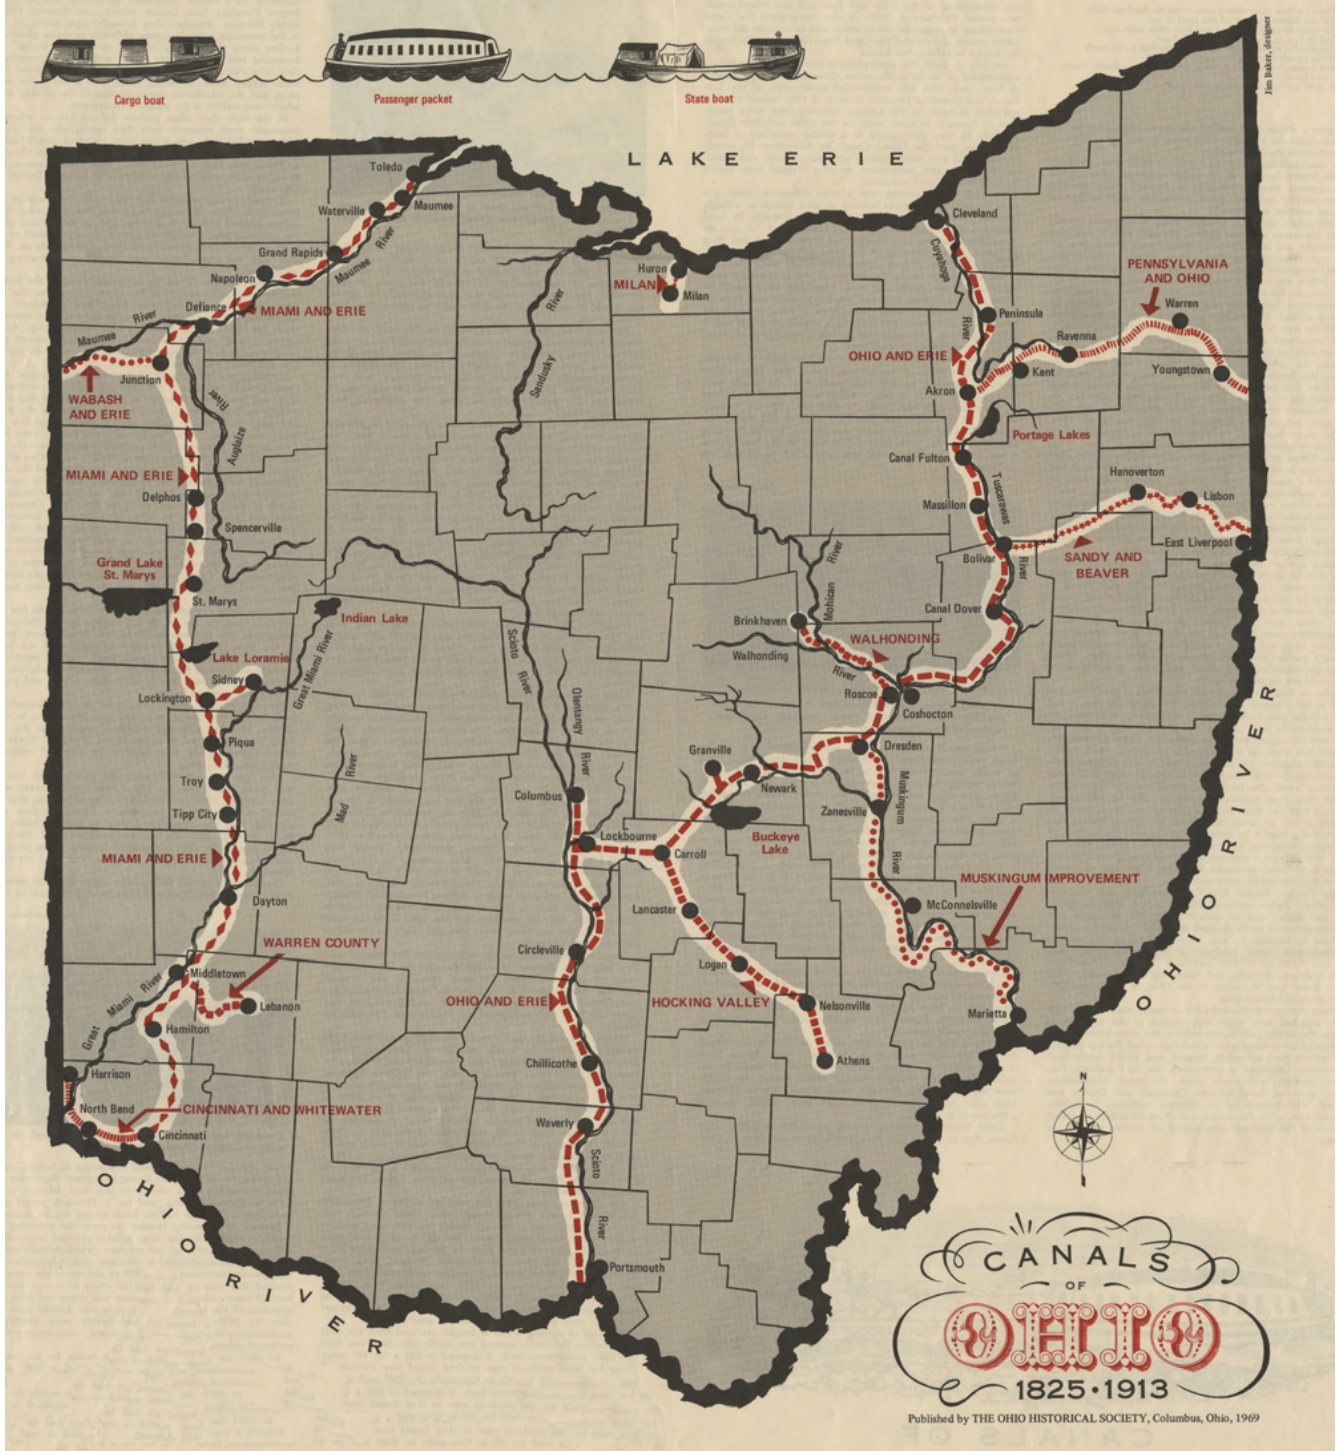 Cargo boat
Passenger packet
State boat
Jim Baker, designer
LAKE ERIE
Toledo
Maumee
Waterville
Grand Rapids
Maumee
River
Napoleon
Defiance
MIAMI AND ERIE
Maumee
River
Junction
WABASH
AND ERIE
River
Auglaize
MIAMI AND ERIE
Delphos
Spencerville
Grand Lake
St. Marys
St. Marys
Indian Lake
Lake Loramie
Sidney
Great Miami River
Lockington
Piqua
Troy
Tipp City
Mad
River
MIAMI AND ERIE
Dayton
WARREN COUNTY
Middletown
Lebanon
Great
Miami
River
Hamilton
Harrison
North Bend
CINCINNATI AND WHITEWATER
Cincinnati
Huron
MILAN
Milan
River
Sandusky
Cleveland
Cuyahoga
River
Peninsula
OHIO AND ERIE
Akron
PENNSYLVANIA
AND OHIO
Warren
Ravenna
Kent
Youngstown
Portage Lakes
Canal Fulton
Massillon
Tuscarawas
River
Hanoverton
Lisbon
East Liverpool
Bolivar
SANDY AND
BEAVER
Canal Dover
Mohican
River
Brinkhaven
WALHONDING
Walhonding
River
Roscoe
Coshocton
Scioto
River
Olentangy
River
Granville
Dresden
Newark
Columbus
Zanesville
Muskingum
River
Lockbourne
Carroll
Buckeye
Lake
Lancaster
McConnelsville
MUSKINGUM IMPROVEMENT
Circleville
Logan
OHIO AND ERIE
HOCKING VALLEY
Nelsonville
Marietta
Chillicothe
Athens
Waverly
Scioto
River
Portsmouth
OHIO RIVER
OHIO RIVER
N
CANALS
OF
OHIO
1825 • 1913
Published by THE OHIO HISTORICAL SOCIETY, Columbus, Ohio, 1969